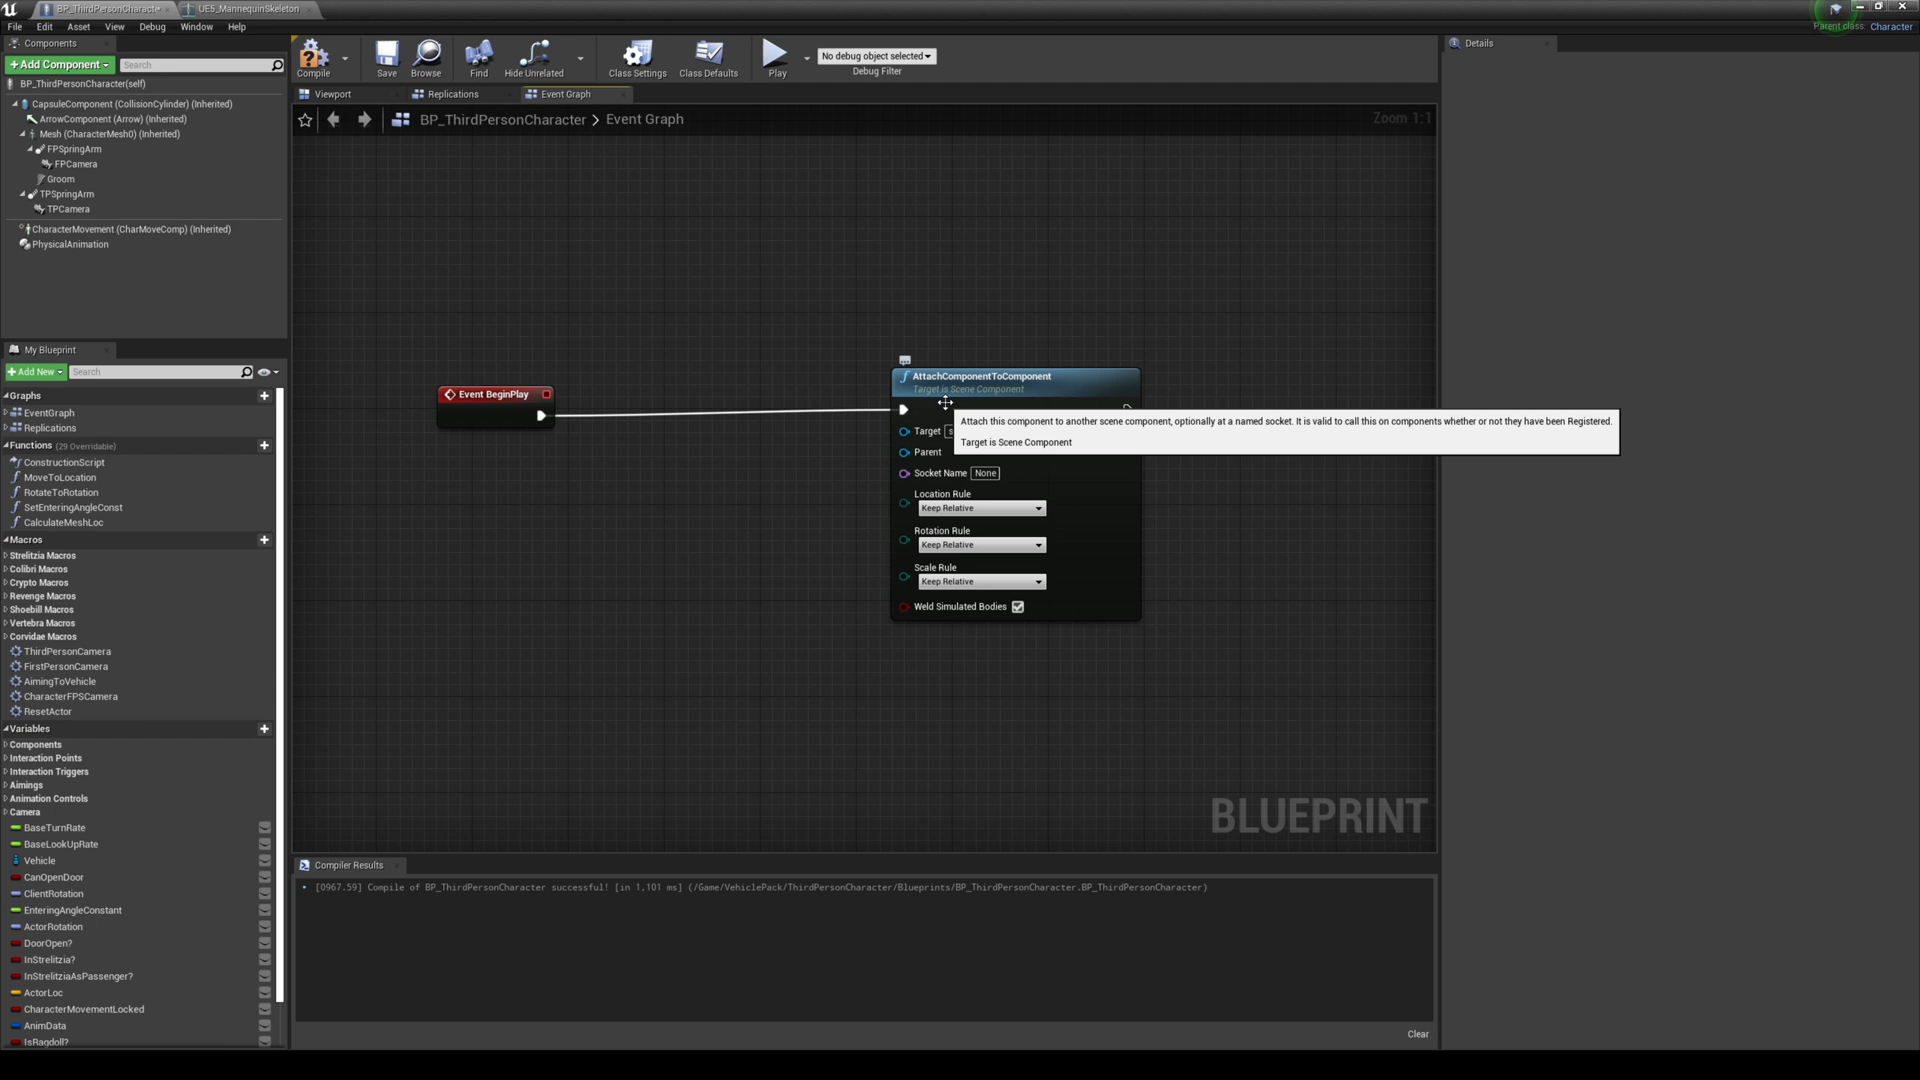 BP_ThirdPersonCharacte
UE5_MannequinSkeleton
File Edit Asset View Debug Window Help
Parent class: Character
Components
+Add Component
Search
BP_ThirdPersonCharacter(self)
CapsuleComponent (CollisionCylinder) (Inherited)
ArrowComponent (Arrow) (Inherited)
Mesh (CharacterMesh0) (Inherited)
FPSpringArm
FPCamera
Groom
TPSpringArm
TPCamera
CharacterMovement (CharMoveComp) (Inherited)
PhysicalAnimation
My Blueprint
+Add New
Search
Graphs
EventGraph
Replications
Functions (29 Overridable)
ConstructionScript
MoveToLocation
RotateToRotation
SetEnteringAngleConst
CalculateMeshLoc
Macros
Strelitzia Macros
Colibri Macros
Crypto Macros
Revenge Macros
Shoebill Macros
Vertebra Macros
Corvidae Macros
ThirdPersonCamera
FirstPersonCamera
AimingToVehicle
CharacterFPSCamera
ResetActor
Variables
Components
Interaction Points
Interaction Triggers
Aimings
Animation Controls
Camera
BaseTurnRate
BaseLookUpRate
Vehicle
CanOpenDoor
ClientRotation
EnteringAngleConstant
ActorRotation
DoorOpen?
InStrelitzia?
InStrelitziaAsPassenger?
ActorLoc
CharacterMovementLocked
AnimData
IsRagdoll?
Compile
Save
Browse
Find
Hide Unrelated
Class Settings
Class Defaults
Play
No debug object selected
Debug Filter
Viewport
Replications
Event Graph
BP_ThirdPersonCharacter > Event Graph
Zoom 1:1
Event BeginPlay
AttachComponentToComponent
Target is Scene Component
Target
Parent
Socket Name None
Location Rule
Keep Relative
Rotation Rule
Keep Relative
Scale Rule
Keep Relative
Weld Simulated Bodies
Attach this component to another scene component, optionally at a named socket. It is valid to call this on components whether or not they have been Registered.
Target is Scene Component
BLUEPRINT
Compiler Results
[0967.59] Compile of BP_ThirdPersonCharacter successful! [in 1,101 ms] (/Game/VehiclePack/ThirdPersonCharacter/Blueprints/BP_ThirdPersonCharacter.BP_ThirdPersonCharacter)
Clear
Details